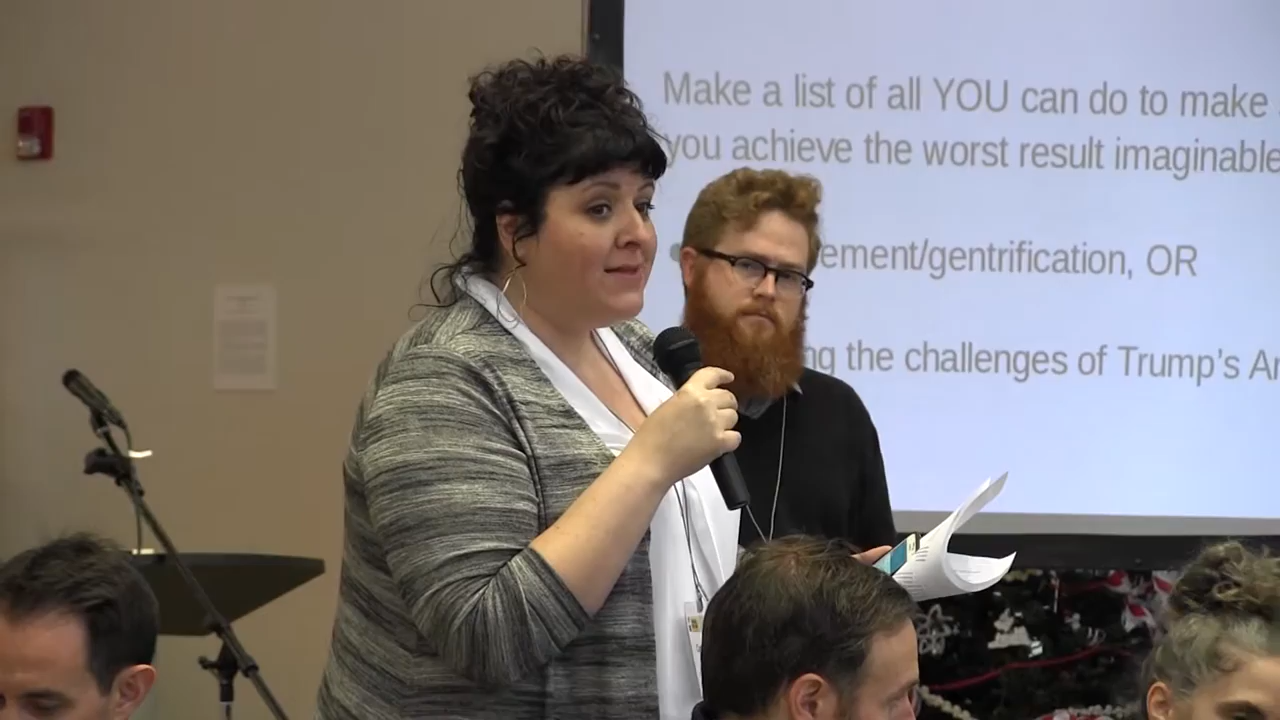 Make a list of all YOU can do to make
you achieve the worst result imaginable
ement/gentrification, OR
ng the challenges of Trump's